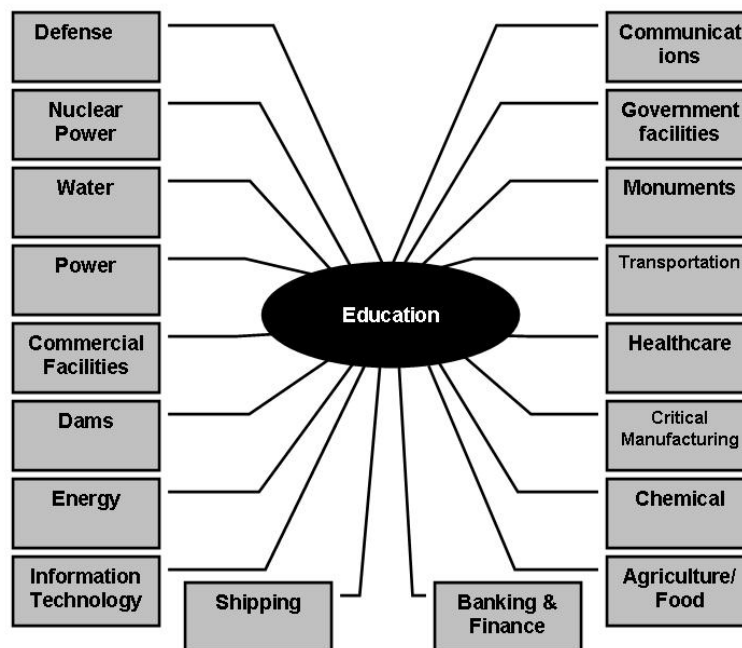 Defense
Nuclear
Power
Water
Power
Commercial
Facilities
Dams
Energy
Information
Technology
Shipping
Education
Banking &
Finance
Communicat
ions
Government
facilities
Monuments
Transportation
Healthcare
Critical
Manufacturing
Chemical
Agriculture/
Food